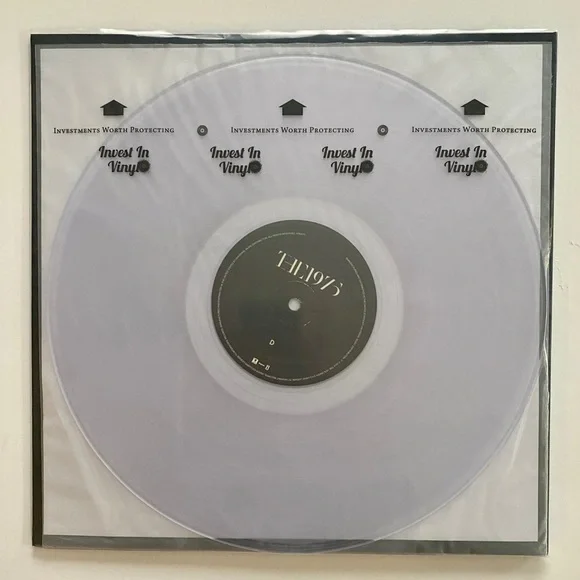 Investments Worth Protecting Investments Worth Protecting Investments Worth Protecting
Invest In Invest In Invest In Invest In
Vinyl Vinyl Vinyl Vinyl
THE 1975
D